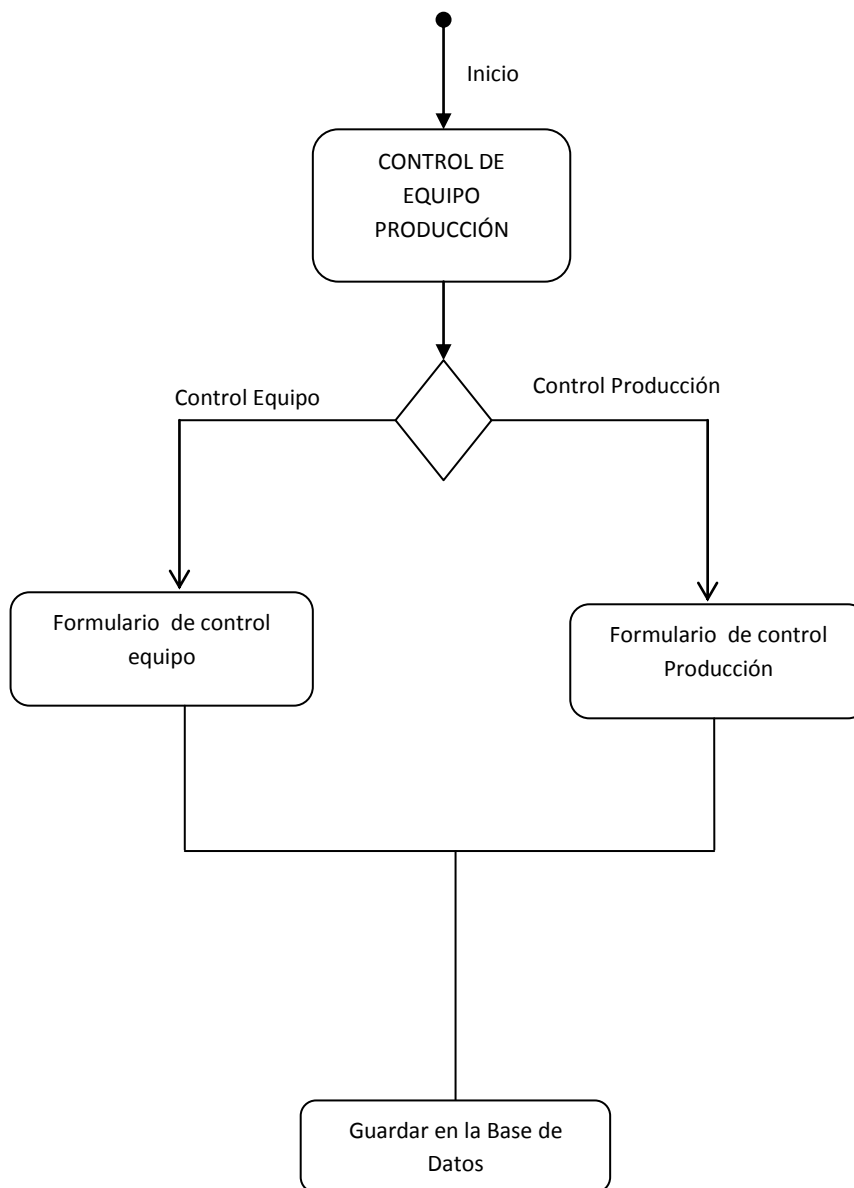 Inicio
CONTROL DE
EQUIPO
PRODUCCIÓN
Control Equipo
Control Producción
Formulario  de control
equipo
Formulario  de control
Producción
Guardar en la Base de
Datos